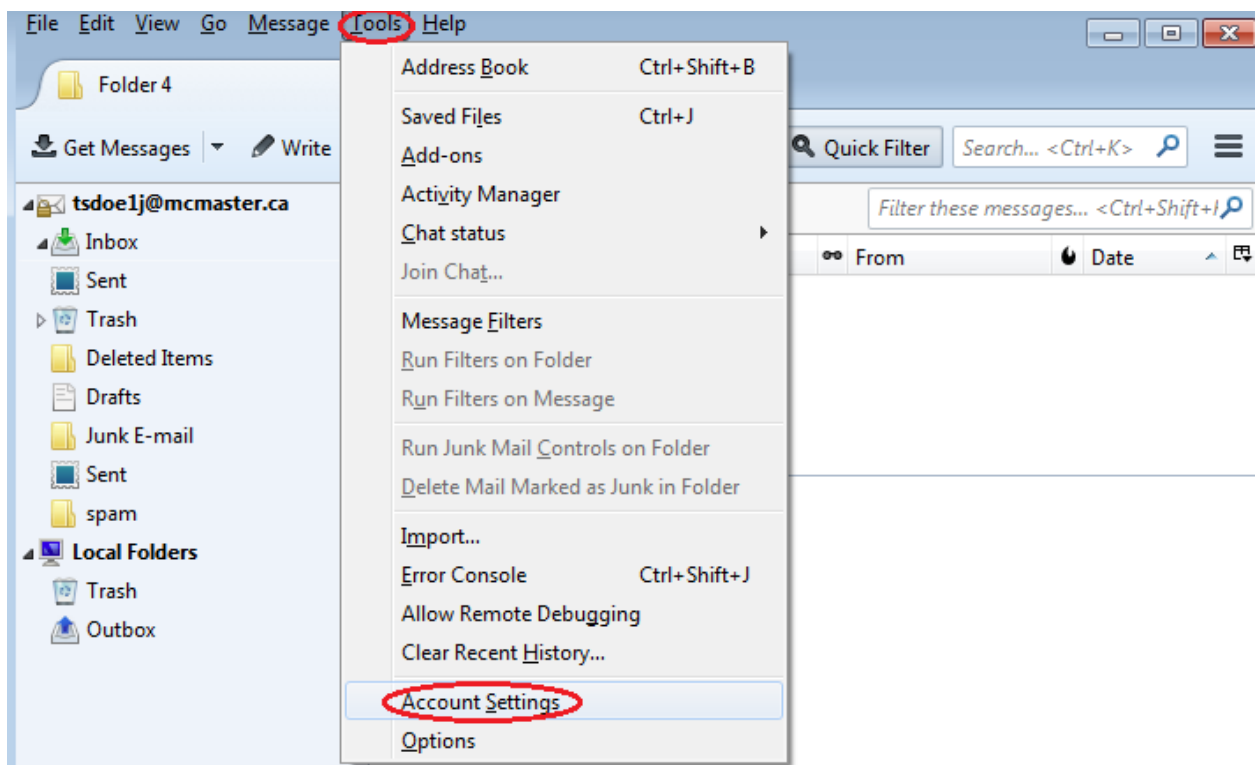 File Edit View Go Message Tools Help
Folder 4
Get Messages Write
Quick Filter Search... <Ctrl+K>
tsdoe1j@mcmaster.ca
Inbox
Sent
Trash
Deleted Items
Drafts
Junk E-mail
Sent
spam
Local Folders
Trash
Outbox
Address Book Ctrl+Shift+B
Saved Files Ctrl+J
Add-ons
Activity Manager
Chat status
Join Chat...
Message Filters
Run Filters on Folder
Run Filters on Message
Run Junk Mail Controls on Folder
Delete Mail Marked as Junk in Folder
Import...
Error Console Ctrl+Shift+J
Allow Remote Debugging
Clear Recent History...
Account Settings
Options
Filter these messages... <Ctrl+Shift+
From Date